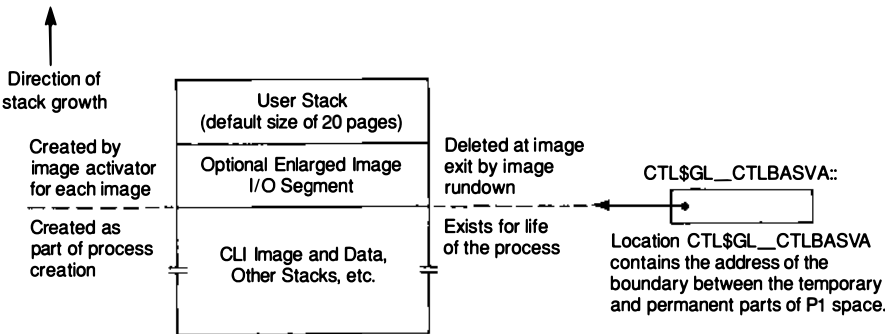 Direction of
stack growth
User Stack
(default size of 20 pages)
Created by
image activator
for each image
Optional Enlarged Image
I/O Segment
Deleted at image
exit by image
rundown
CTL$GL__CTLBASVA::
Created as
part of process
creation
CLI Image and Data,
Other Stacks, etc.
Exists for life
of the process
Location CTL$GL__CTLBASVA
contains the address of the
boundary between the temporary
and permanent parts of P1 space.